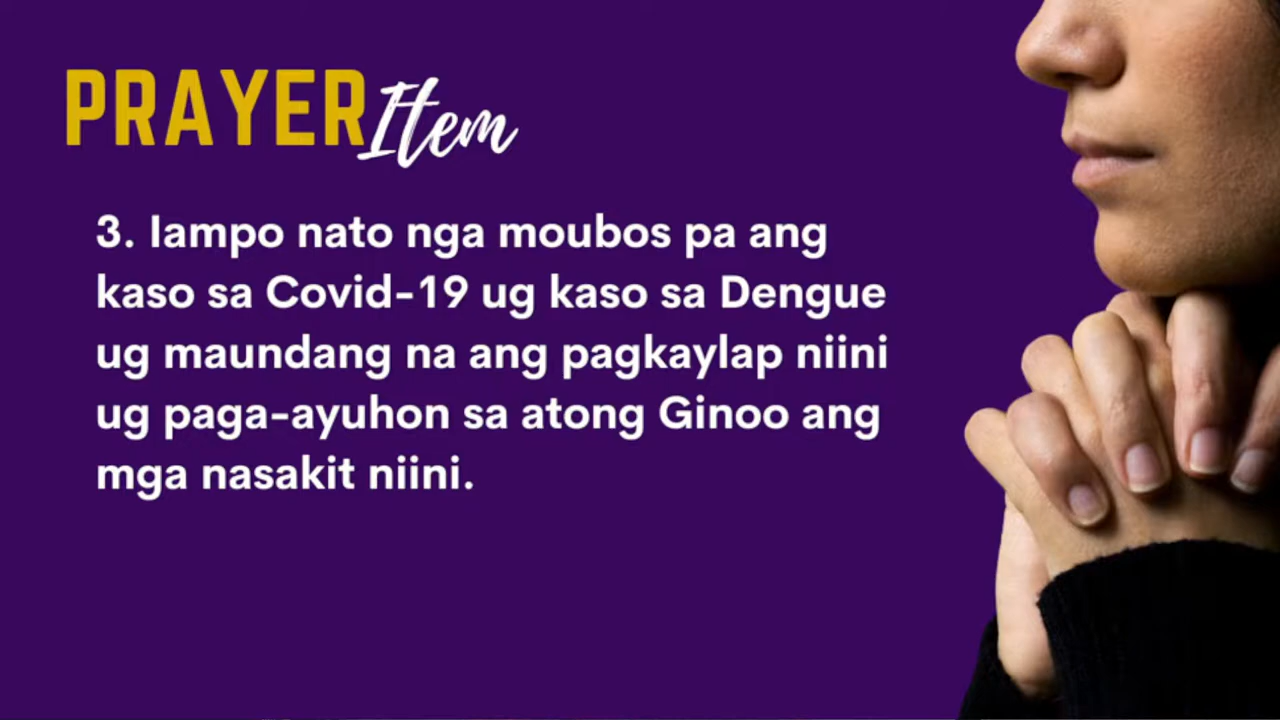 PRAYER Item
3. Iampo nato nga moubos pa ang
kaso sa Covid-19 ug kaso sa Dengue
ug maundang na ang pagkaylap niini
ug paga-ayuhon sa atong Ginoo ang
mga nasakit niini.